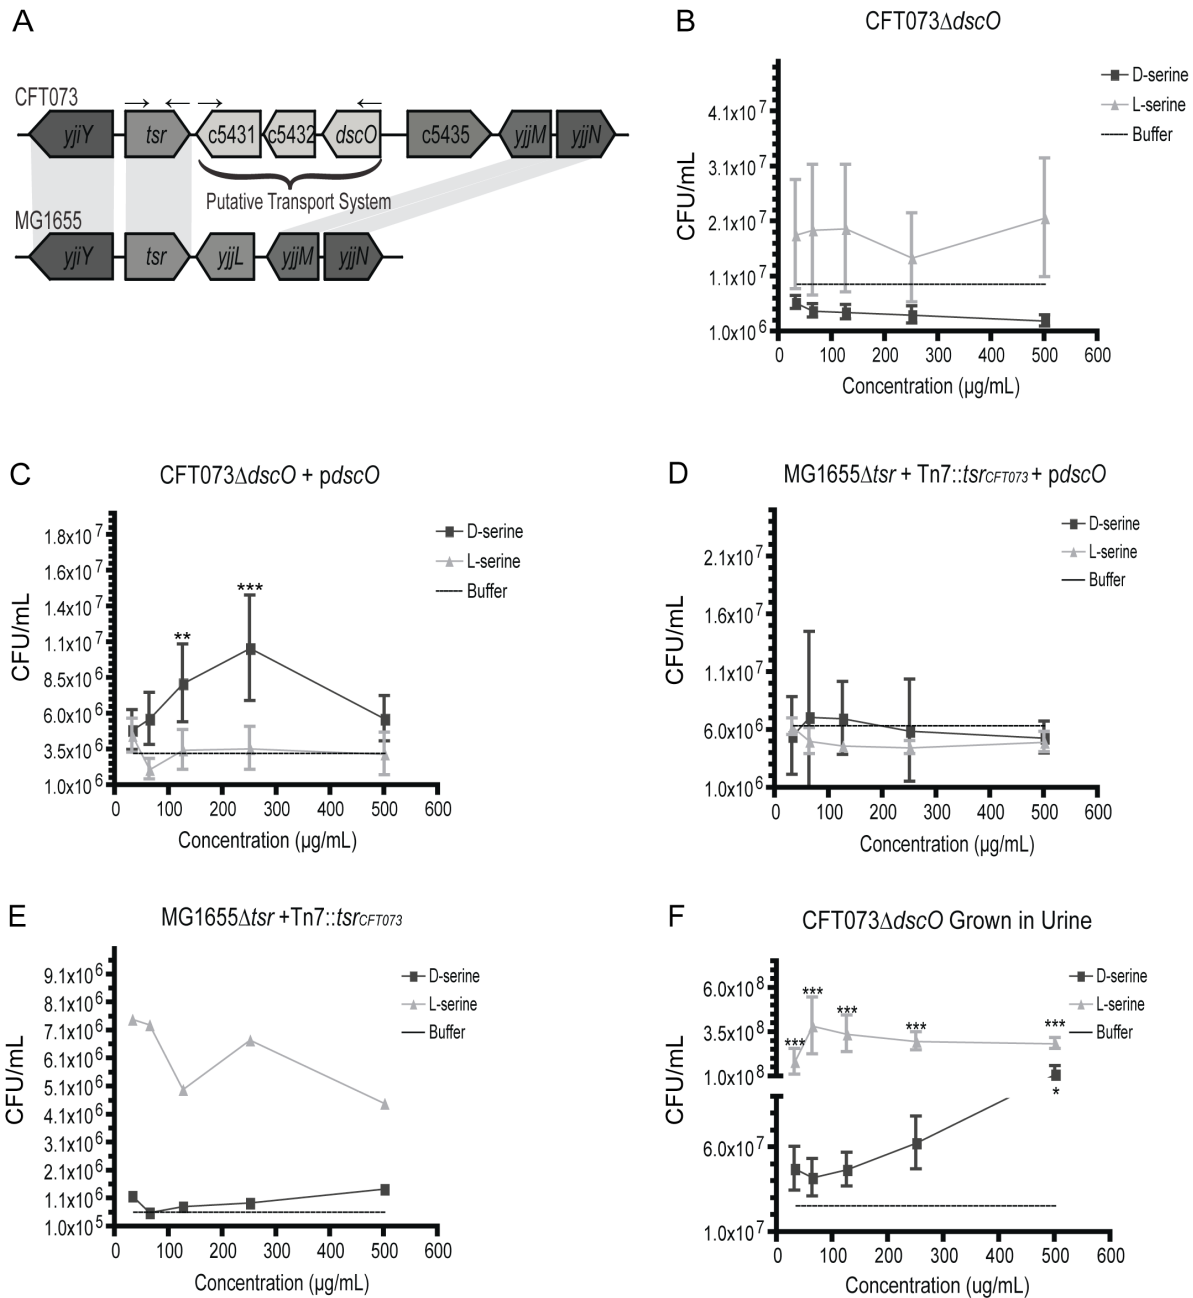 A
CFT073
yjiY tsr c5431 c5432 dscO c5435 yjjM yjjN
Putative Transport System
MG1655
yjiY tsr yjjL yjjM yjjN
B
CFT073ΔdscO
D-serine
L-serine
Buffer
CFU/mL
4.1x10^7
3.1x10^7
2.1x10^7
1.1x10^7
1.0x10^6
0 100 200 300 400 500 600
Concentration (µg/mL)
C
CFT073ΔdscO + pdscO
D-serine
L-serine
Buffer
CFU/mL
1.8x10^7
1.6x10^7
1.4x10^7
1.1x10^7
8.5x10^6
6.0x10^6
3.5x10^6
1.0x10^6
** ***
0 100 200 300 400 500 600
Concentration (µg/mL)
D
MG1655Δtsr + Tn7::tsrCFT073 + pdscO
D-serine
L-serine
Buffer
CFU/mL
2.1x10^7
1.6x10^7
1.1x10^7
6.0x10^6
1.0x10^6
0 100 200 300 400 500 600
Concentration (µg/mL)
E
MG1655Δtsr +Tn7::tsrCFT073
D-serine
L-serine
Buffer
CFU/mL
9.1x10^6
8.1x10^6
7.1x10^6
6.1x10^6
5.1x10^6
4.1x10^6
3.1x10^6
2.1x10^6
1.1x10^6
1.0x10^5
0 100 200 300 400 500 600
Concentration (µg/mL)
F
CFT073ΔdscO Grown in Urine
D-serine
L-serine
Buffer
CFU/mL
6.0x10^8
3.5x10^8
1.0x10^8
6.0x10^7
1.0x10^7
*** *** *** *** ***
*
0 100 200 300 400 500 600
Concentration (ug/mL)